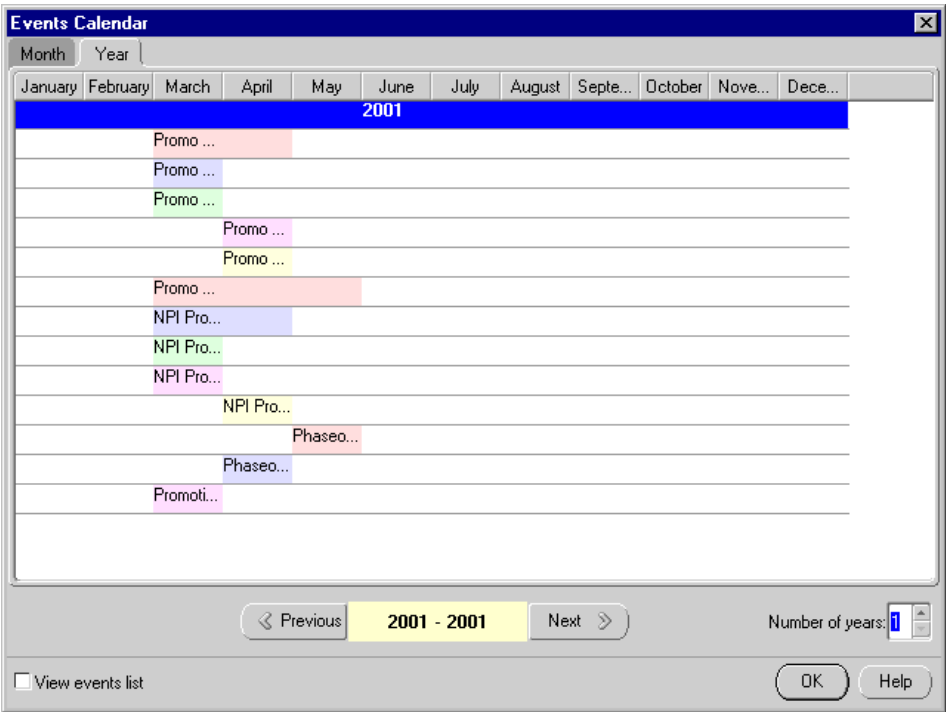 Events Calendar
Month Year
January February March April May June July August Septe... October Nove... Dece...
2001
Promo ...
Promo ...
Promo ...
Promo ...
Promo ...
Promo ...
NPI Pro...
NPI Pro...
NPI Pro...
NPI Pro...
Phaseo...
Phaseo...
Promoti...
Previous 2001 - 2001 Next Number of years: 1
View events list OK Help